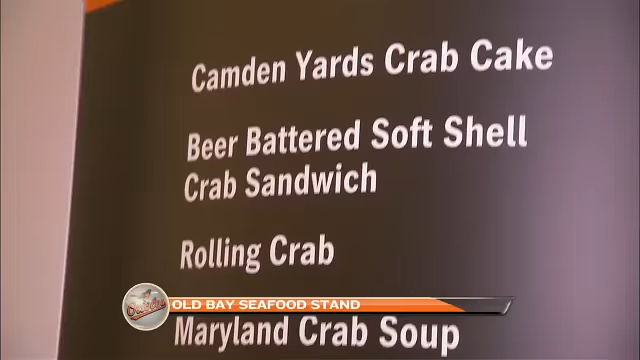 Camden Yards Crab Cake
Beer Battered Soft Shell
Crab Sandwich
Rolling Crab
Orioles
OLD BAY SEAFOOD STAND
Maryland Crab Soup